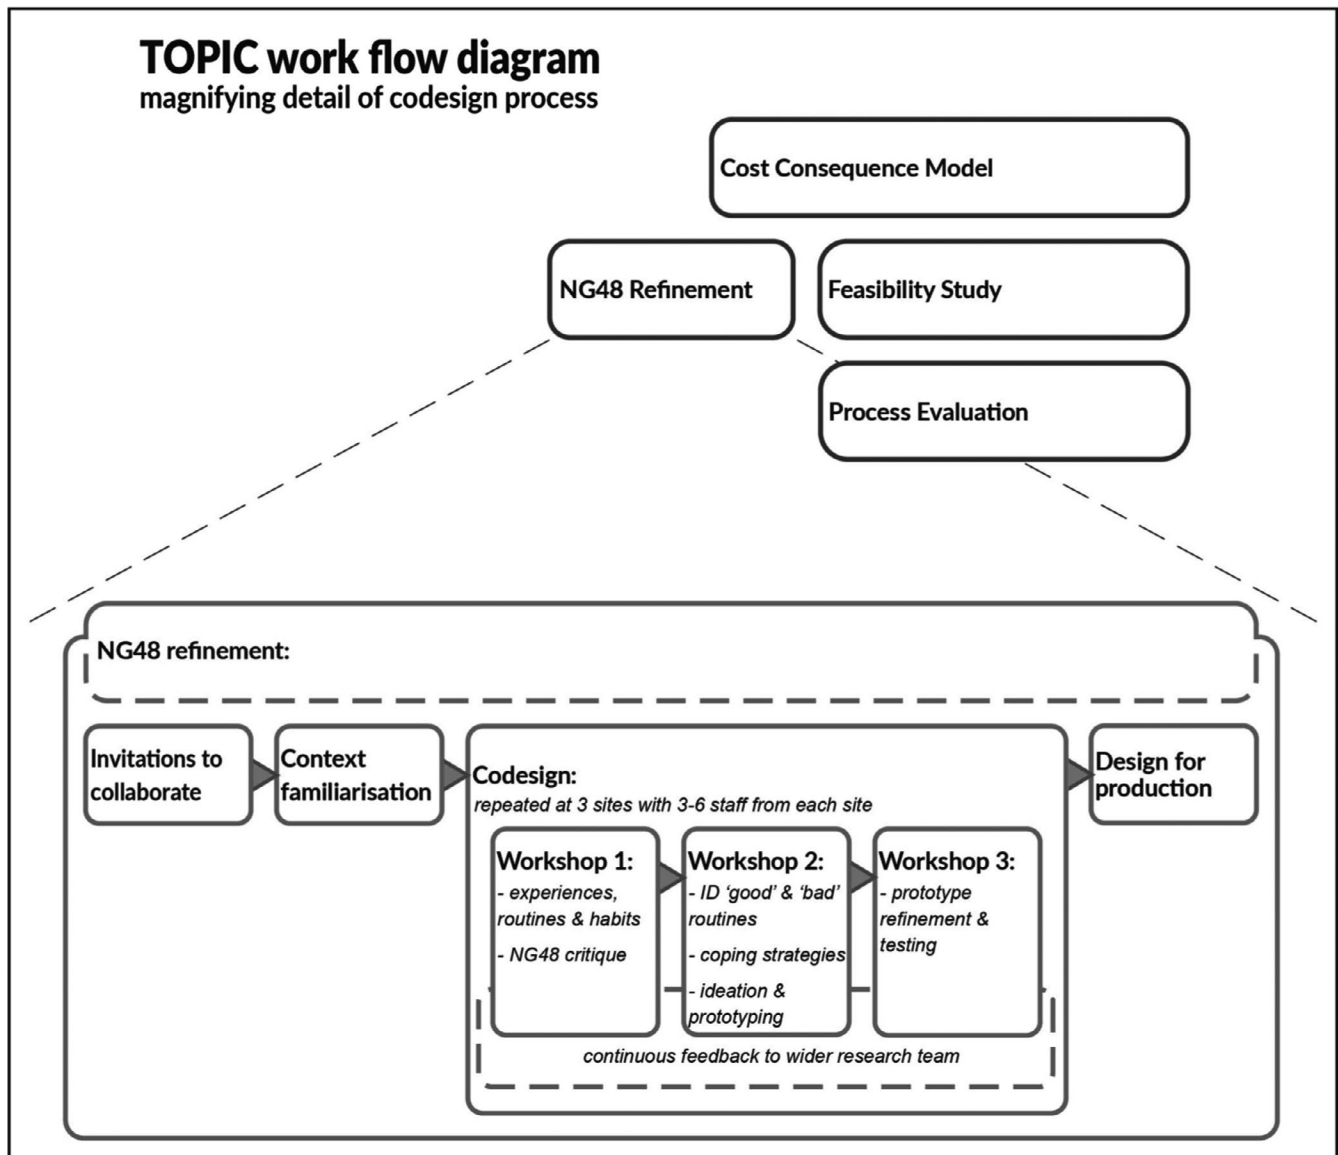 TOPIC work flow diagram
magnifying detail of codesign process
Cost Consequence Model
NG48 Refinement
Feasibility Study
Process Evaluation
NG48 refinement:
Invitations to
collaborate
Context
familiarisation
Codesign:
repeated at 3 sites with 3-6 staff from each site
Workshop 1:
- experiences,
routines & habits
- NG48 critique
Workshop 2:
- ID ‘good’ & ‘bad’
routines
- coping strategies
- ideation &
prototyping
Workshop 3:
- prototype
refinement &
testing
continuous feedback to wider research team
Design for
production